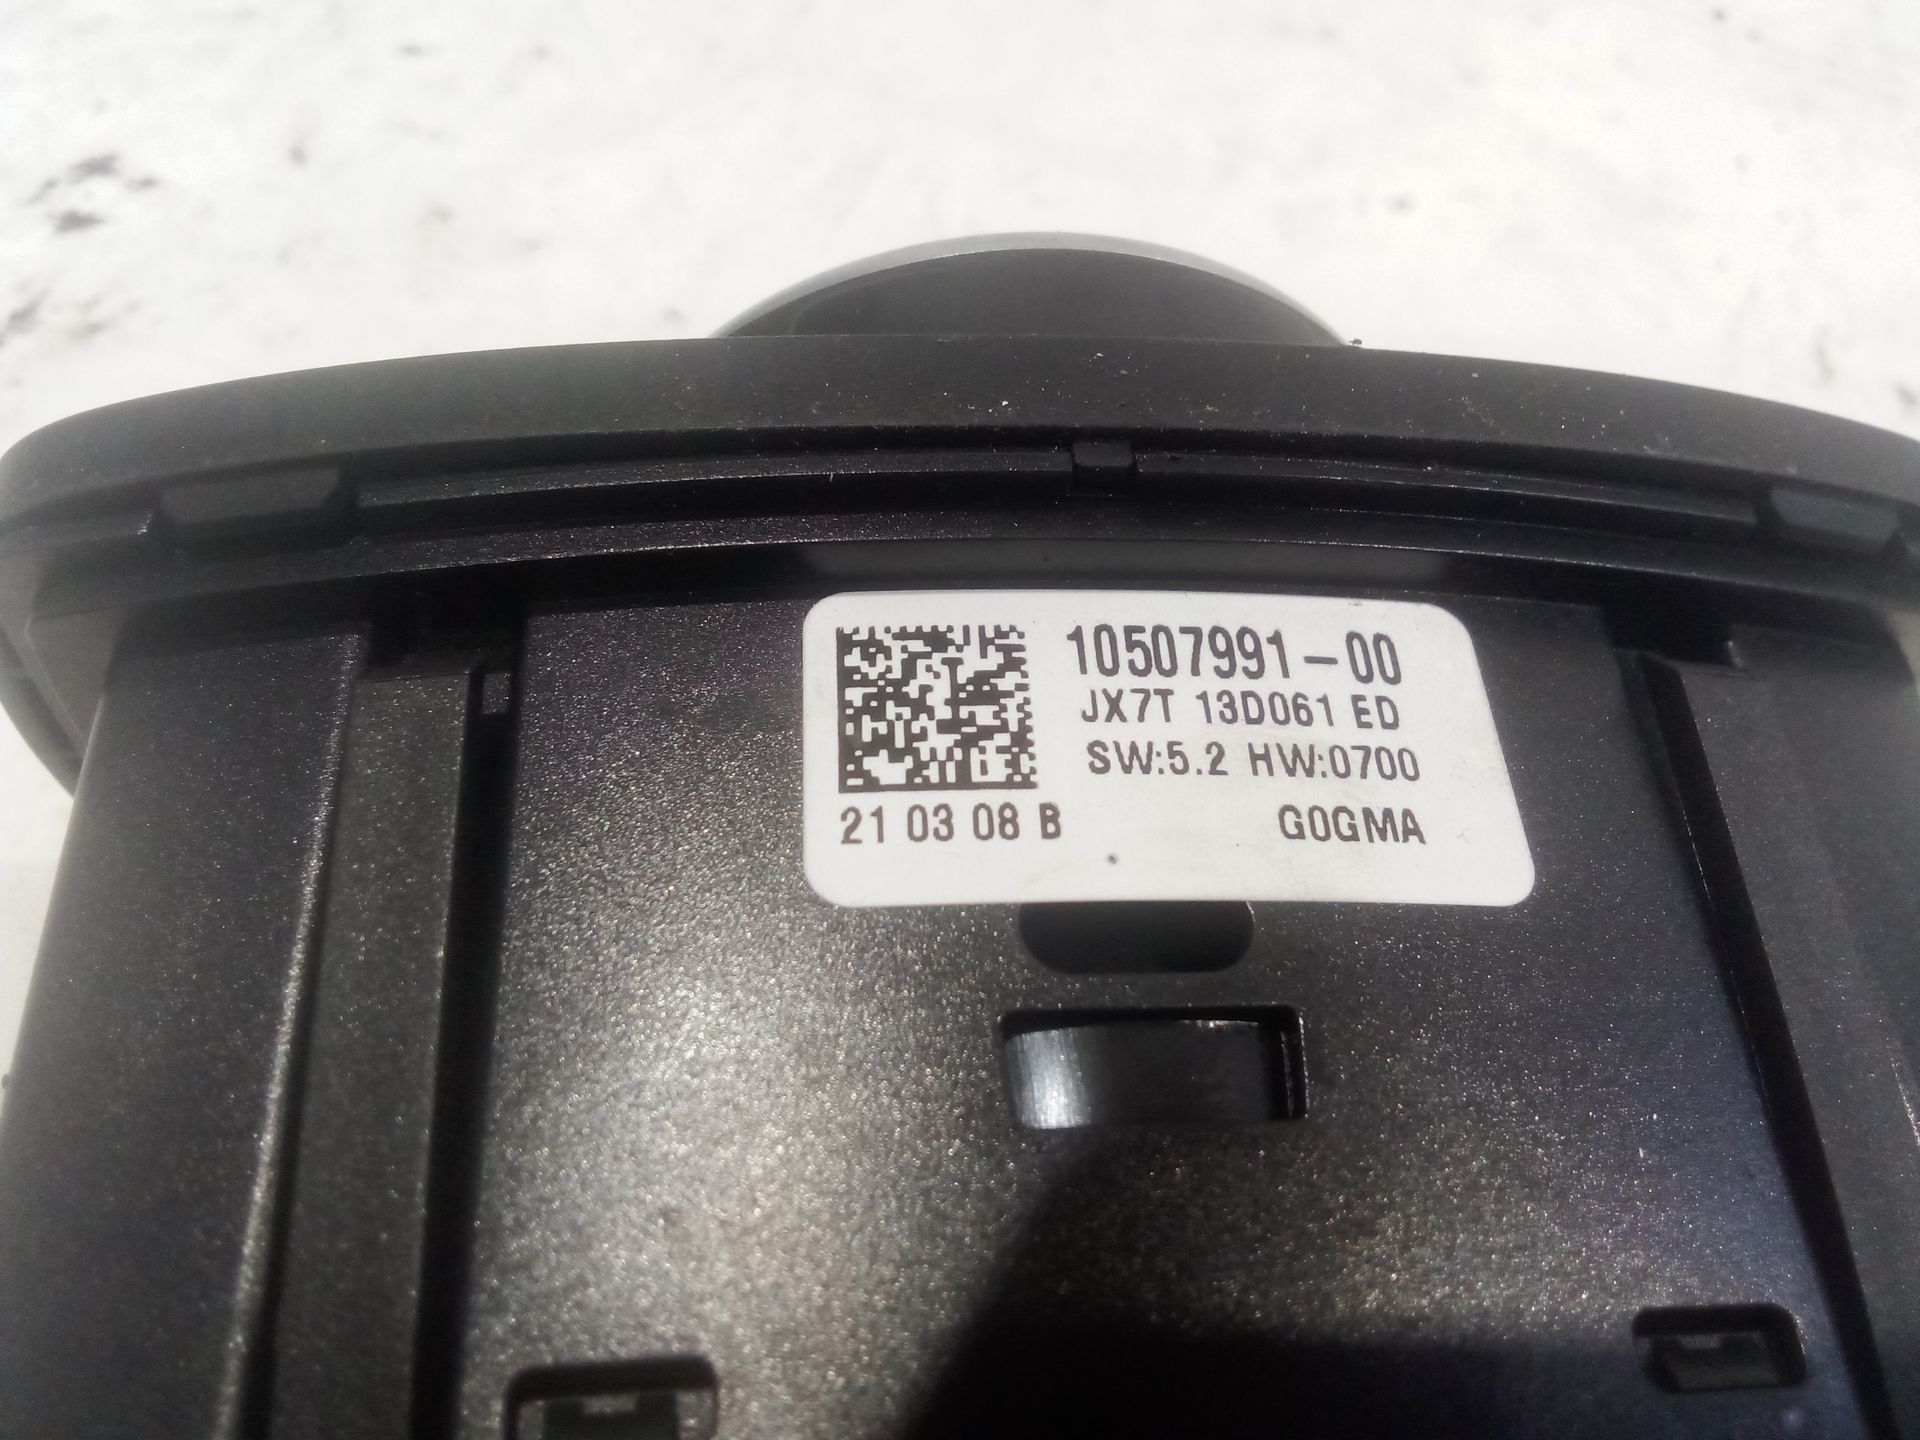 10507991-00
JX7T 13D061 ED
SW:5.2 HW:0700
21 03 08 B G0GMA